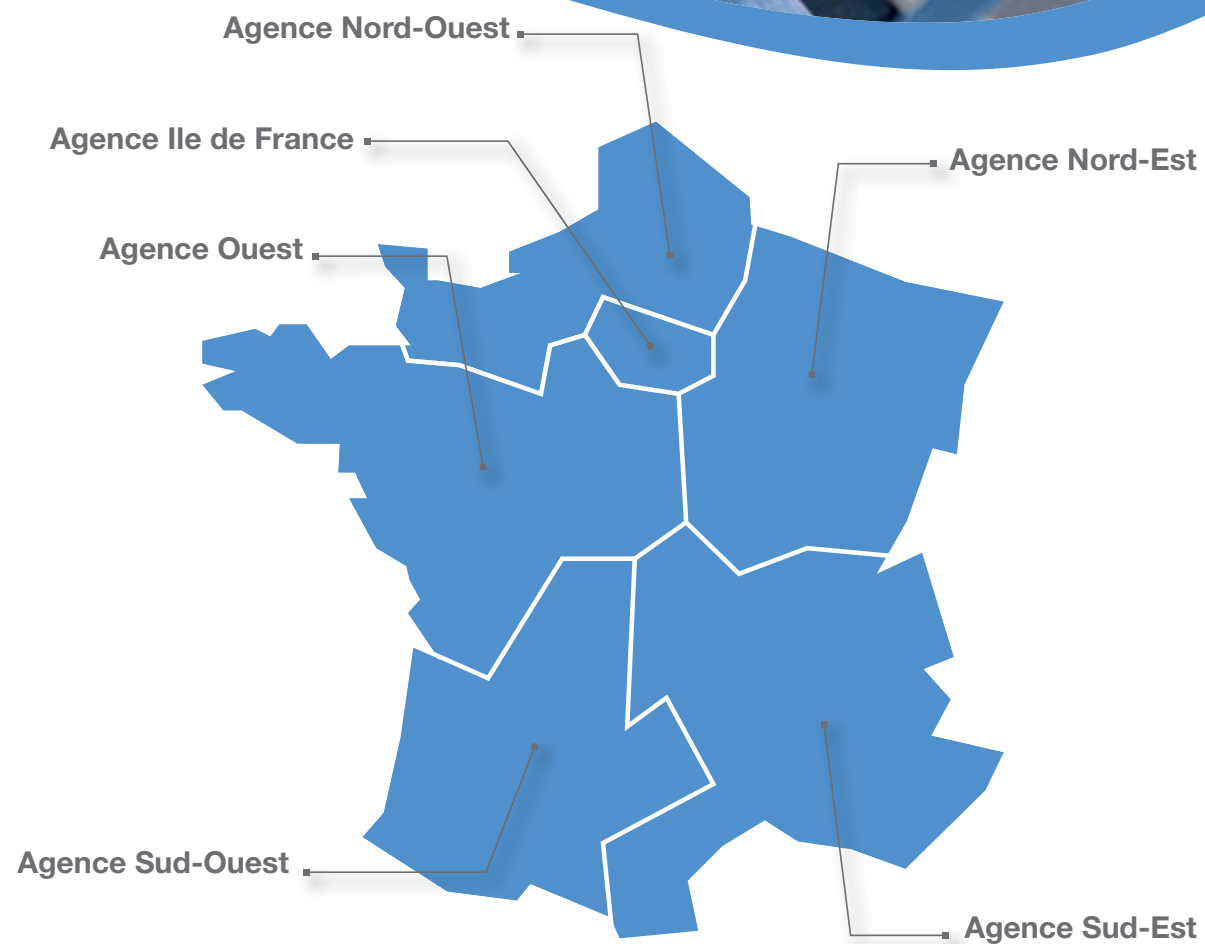 Agence Nord-Ouest
Agence Ile de France
Agence Nord-Est
Agence Ouest
Agence Sud-Ouest
Agence Sud-Est